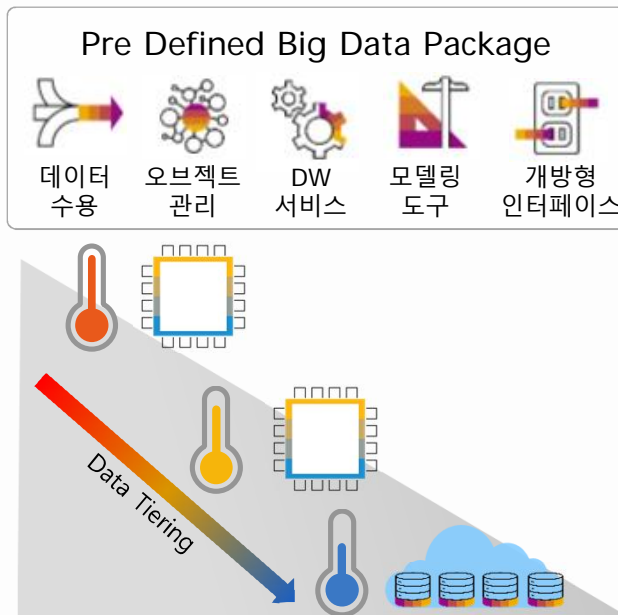 Pre Defined Big Data Package
데이터
수용
오브젝트
관리
DW
서비스
모델링
도구
개방형
인터페이스
Data Tiering